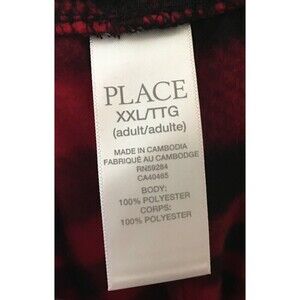 PLACE
XXL/TTG
(adult/adulte)
MADE IN CAMBODIA
FABRIQUÉ AU CAMBODGE
RN59284
CA40465
BODY:
100% POLYESTER
CORPS:
100% POLYESTER